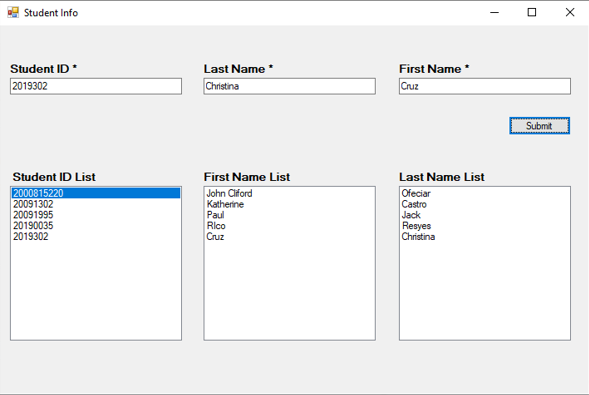 Student Info
Student ID * Last Name * First Name *
2019302 Christina Cruz
Submit
Student ID List First Name List Last Name List
2000815220 John Cliford Ofeciar
20091302 Katherine Castro
20091995 Paul Jack
20190035 RIco Resyes
2019302 Cruz Christina